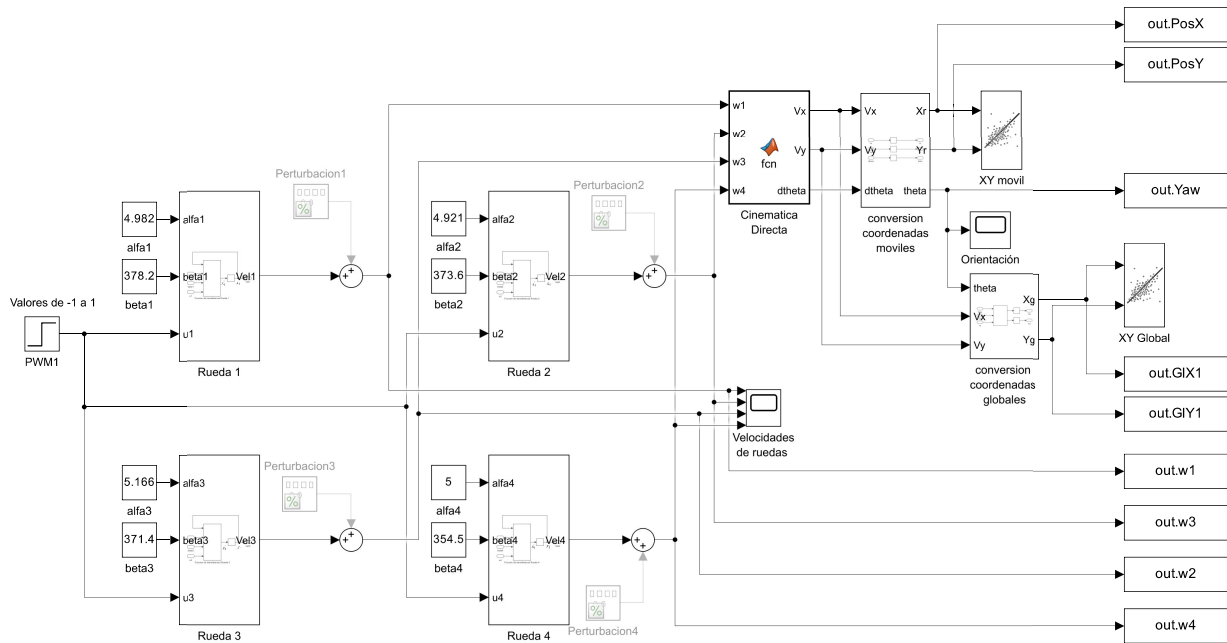 out.PosX
out.PosY
w1
w2
w3
w4
fcn
Vx
Vy
dtheta
Cinematica
Directa
Vx
Vy
dtheta
Xr
Yr
theta
conversion
coordenadas
moviles
XY movil
out.Yaw
Orientación
Perturbacion1
4.982
alfa1
378.2
beta1
alfa1
beta1
u1
Vel1
Rueda 1
Valores de -1 a 1
PWM1
Perturbacion2
4.921
alfa2
373.6
beta2
alfa2
beta2
u2
Vel2
Rueda 2
theta
Vx
Vy
Xg
Yg
conversion
coordenadas
globales
XY Global
out.GlX1
out.GlY1
Velocidades
de ruedas
Perturbacion3
5.166
alfa3
371.4
beta3
alfa3
beta3
u3
Vel3
Rueda 3
5
alfa4
354.5
beta4
alfa4
beta4
u4
Vel4
Rueda 4
Perturbacion4
out.w1
out.w3
out.w2
out.w4